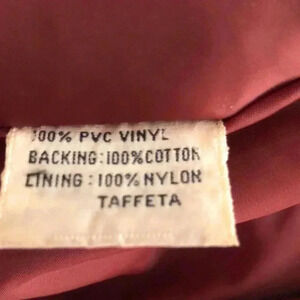 100% PVC VINYL
BACKING: 100% COTTON
LINING: 100% NYLON
TAFFETA